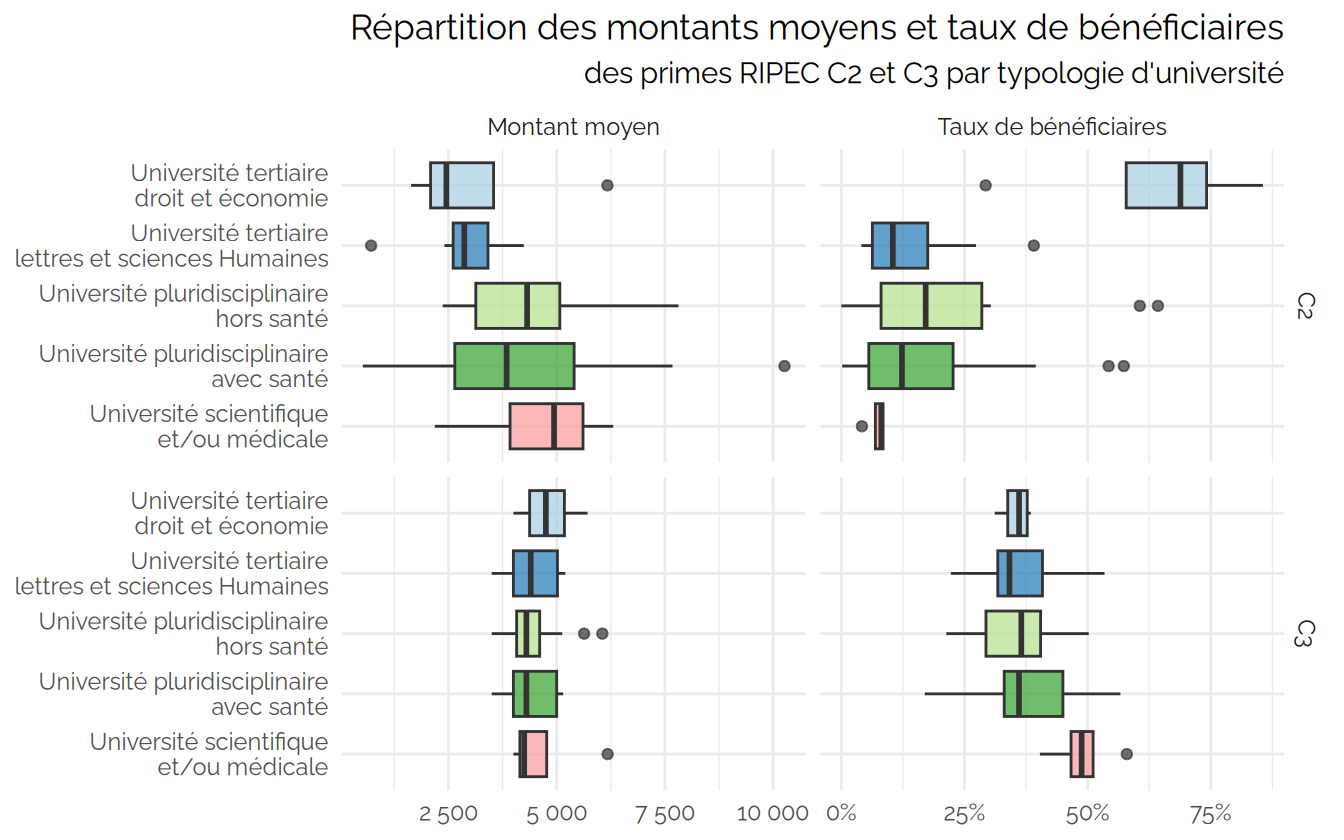 Répartition des montants moyens et taux de bénéficiaires
des primes RIPEC C2 et C3 par typologie d'université
Montant moyen
Taux de bénéficiaires
Université tertiaire
droit et économie
Université tertiaire
lettres et sciences Humaines
Université pluridisciplinaire
hors santé
Université pluridisciplinaire
avec santé
Université scientifique
et/ou médicale
C2
Université tertiaire
droit et économie
Université tertiaire
lettres et sciences Humaines
Université pluridisciplinaire
hors santé
Université pluridisciplinaire
avec santé
Université scientifique
et/ou médicale
C3
2 500 5 000 7 500 10 000 0% 25% 50% 75%